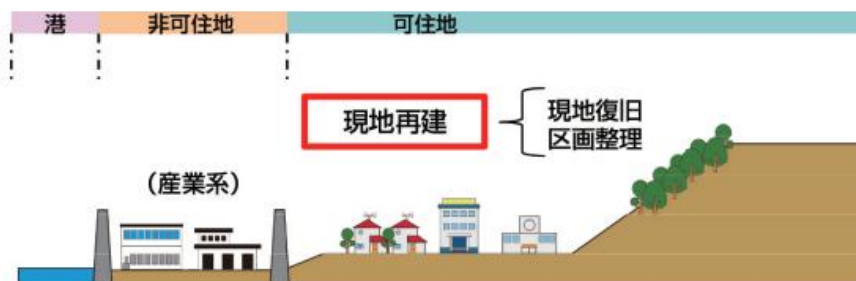 港
非可住地
可住地
現地再建
現地復旧
区画整理
(産業系)